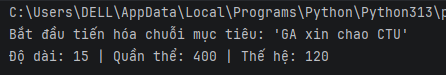 C:\Users\DELL\AppData\Local\Programs\Python\Python313\
Bắt đầu tiến hóa chuỗi mục tiêu: 'GA xin chao CTU'
Độ dài: 15 | Quần thể: 400 | Thế hệ: 120